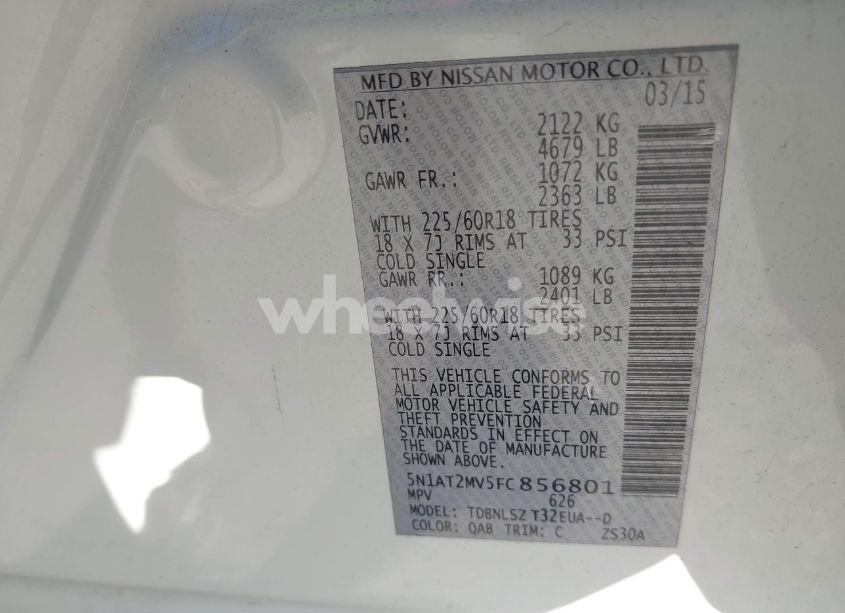 MFD BY NISSAN MOTOR CO., LTD.
DATE: 03/15
GVWR: 2122 KG
4679 LB
GAWR FR.: 1072 KG
2363 LB
WITH 225/60R18 TIRES
18 X 7J RIMS AT 33 PSI
COLD SINGLE
GAWR RR.: 1089 KG
2401 LB
WITH 225/60R18 TIRES
18 X 7J RIMS AT 33 PSI
COLD SINGLE
THIS VEHICLE CONFORMS TO
ALL APPLICABLE FEDERAL
MOTOR VEHICLE SAFETY AND
THEFT PREVENTION
STANDARDS IN EFFECT ON
THE DATE OF MANUFACTURE
SHOWN ABOVE.
5N1AT2MV5FC856801
MPV 626
MODEL: TDBNLSZ T32EUA--D
COLOR: QAB TRIM: C ZS30A
wheelwise